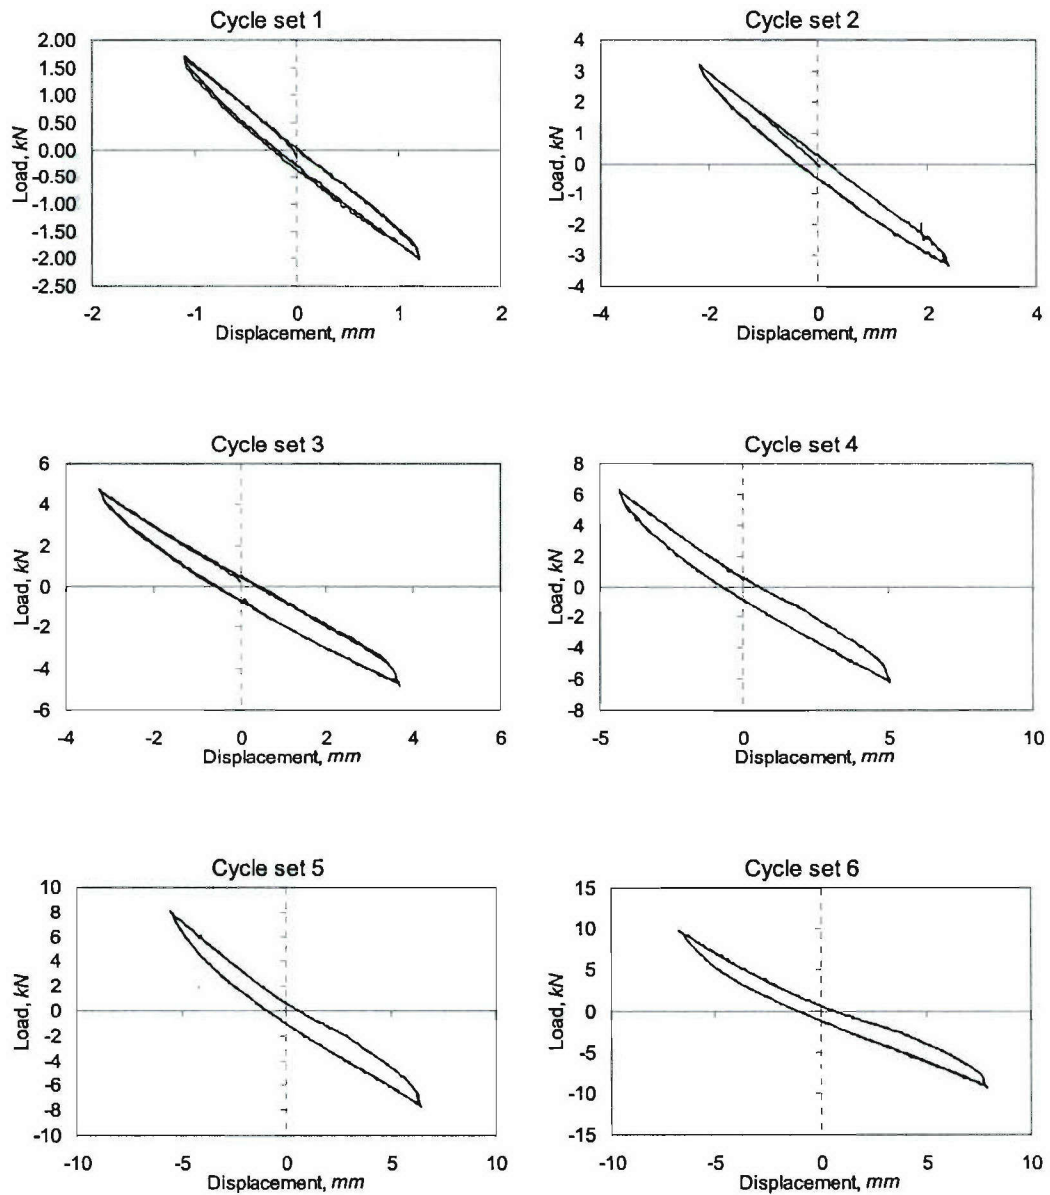 Cycle set 1
2.00
1.50
1.00
0.50
0.00
-0.50
-1.00
-1.50
-2.00
-2.50
Load, kN
-2 -1 0 1 2
Displacement, mm
Cycle set 2
4
3
2
1
0
-1
-2
-3
-4
Load, kN
-4 -2 0 2 4
Displacement, mm
Cycle set 3
6
4
2
0
-2
-4
-6
Load, kN
-4 -2 0 2 4 6
Displacement, mm
Cycle set 4
8
6
4
2
0
-2
-4
-6
-8
Load, kN
-5 0 5 10
Displacement, mm
Cycle set 5
10
8
6
4
2
0
-2
-4
-6
-8
-10
Load, kN
-10 -5 0 5 10
Displacement, mm
Cycle set 6
15
10
5
0
-5
-10
-15
Load, kN
-10 -5 0 5 10
Displacement, mm